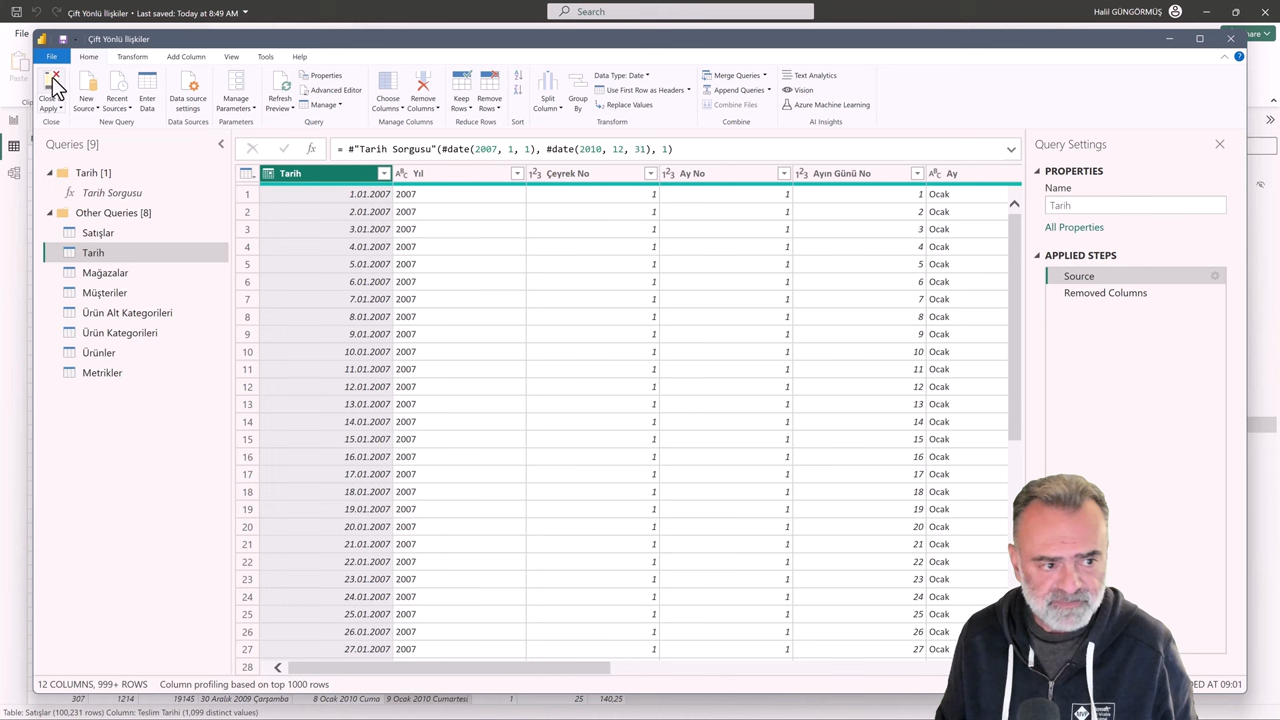 Çift Yönlü İlişkiler • Last saved: Today at 8:49 AM
Search
Halil GÜNGÖRMÜŞ
File
Share
Paste
Çift Yönlü İlişkiler
File Home Transform Add Column View Tools Help
Close Apply
New Source
Recent Sources
Enter Data
Data source settings
Manage Parameters
Refresh Preview
Properties
Advanced Editor
Manage
Choose Columns
Remove Columns
Keep Rows
Remove Rows
Split Column
Group By
Data Type: Date
Use First Row as Headers
Replace Values
Merge Queries
Append Queries
Combine Files
Text Analytics
Vision
Azure Machine Learning
Close New Query Data Sources Parameters Query Manage Columns Reduce Rows Sort Transform Combine AI Insights
Queries [9]
Tarih [1]
Tarih Sorgusu
Other Queries [8]
Satışlar
Tarih
Mağazalar
Müşteriler
Ürün Alt Kategorileri
Ürün Kategorileri
Ürünler
Metrikler
fx = #"Tarih Sorgusu"(#date(2007, 1, 1), #date(2010, 12, 31), 1)
Tarih ABC Yıl 123 Çeyrek No 123 Ay No 123 Ayın Günü No ABC Ay
1 1.01.2007 2007 1 1 1 Ocak
2 2.01.2007 2007 1 1 2 Ocak
3 3.01.2007 2007 1 1 3 Ocak
4 4.01.2007 2007 1 1 4 Ocak
5 5.01.2007 2007 1 1 5 Ocak
6 6.01.2007 2007 1 1 6 Ocak
7 7.01.2007 2007 1 1 7 Ocak
8 8.01.2007 2007 1 1 8 Ocak
9 9.01.2007 2007 1 1 9 Ocak
10 10.01.2007 2007 1 1 10 Ocak
11 11.01.2007 2007 1 1 11 Ocak
12 12.01.2007 2007 1 1 12 Ocak
13 13.01.2007 2007 1 1 13 Ocak
14 14.01.2007 2007 1 1 14 Ocak
15 15.01.2007 2007 1 1 15 Ocak
16 16.01.2007 2007 1 1 16 Ocak
17 17.01.2007 2007 1 1 17 Ocak
18 18.01.2007 2007 1 1 18 Ocak
19 19.01.2007 2007 1 1 19 Ocak
20 20.01.2007 2007 1 1 20 Ocak
21 21.01.2007 2007 1 1 21 Ocak
22 22.01.2007 2007 1 1 22 Ocak
23 23.01.2007 2007 1 1 23 Ocak
24 24.01.2007 2007 1 1 24 Ocak
25 25.01.2007 2007 1 1 25 Ocak
26 26.01.2007 2007 1 1 26 Ocak
27 27.01.2007 2007 1 1 27 Ocak
28
Query Settings
PROPERTIES
Name
Tarih
All Properties
APPLIED STEPS
Source
Removed Columns
12 COLUMNS, 999+ ROWS Column profiling based on top 1000 rows
AT 09:01
307 1214 19145 30 Aralık 2009 Çarşamba 8 Ocak 2010 Cuma 9 Ocak 2010 Cumartesi 1 25 140,25
Table: Satışlar (100,231 rows) Column: Teslim Tarihi (1,099 distinct values)